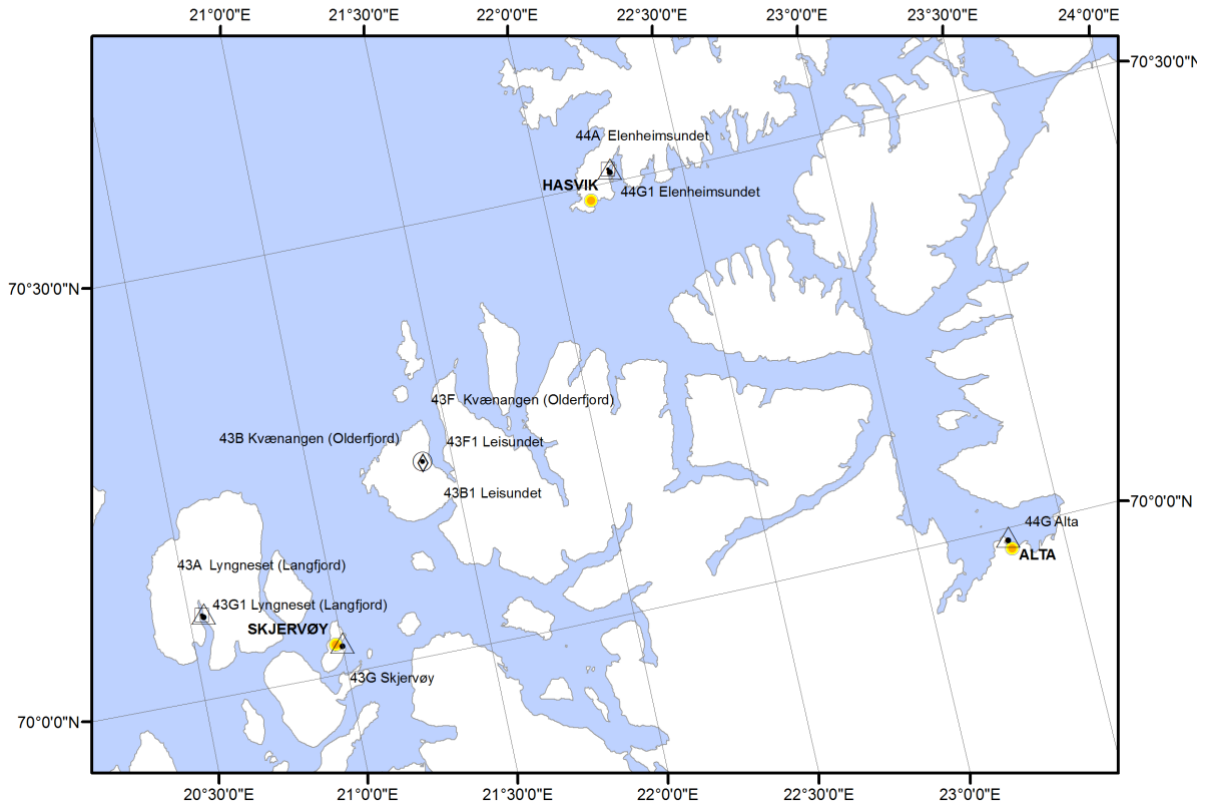 21°0'0"E 21°30'0"E 22°0'0"E 22°30'0"E 23°0'0"E 23°30'0"E 24°0'0"E
70°30'0"N
44A Elenheimsundet
HASVIK
44G1 Elenheimsundet
70°30'0"N
43F Kvænangen (Olderfjord)
43B Kvænangen (Olderfjord)
43F1 Leisundet
43B1 Leisundet
70°0'0"N
44G Alta
ALTA
43A Lyngneset (Langfjord)
43G1 Lyngneset (Langfjord)
SKJERVØY
43G Skjervøy
70°0'0"N
20°30'0"E 21°0'0"E 21°30'0"E 22°0'0"E 22°30'0"E 23°0'0"E